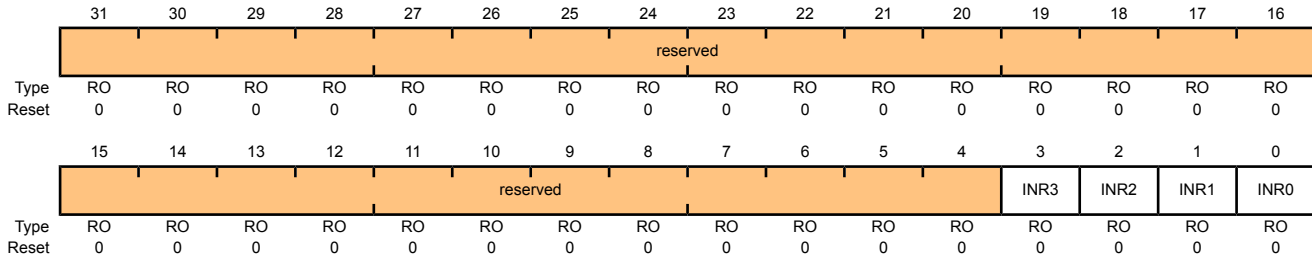 31 30 29 28 27 26 25 24 23 22 21 20 19 18 17 16
reserved
Type RO RO RO RO RO RO RO RO RO RO RO RO RO RO RO RO
Reset 0 0 0 0 0 0 0 0 0 0 0 0 0 0 0 0
15 14 13 12 11 10 9 8 7 6 5 4 3 2 1 0
reserved INR3 INR2 INR1 INR0
Type RO RO RO RO RO RO RO RO RO RO RO RO RO RO RO RO
Reset 0 0 0 0 0 0 0 0 0 0 0 0 0 0 0 0